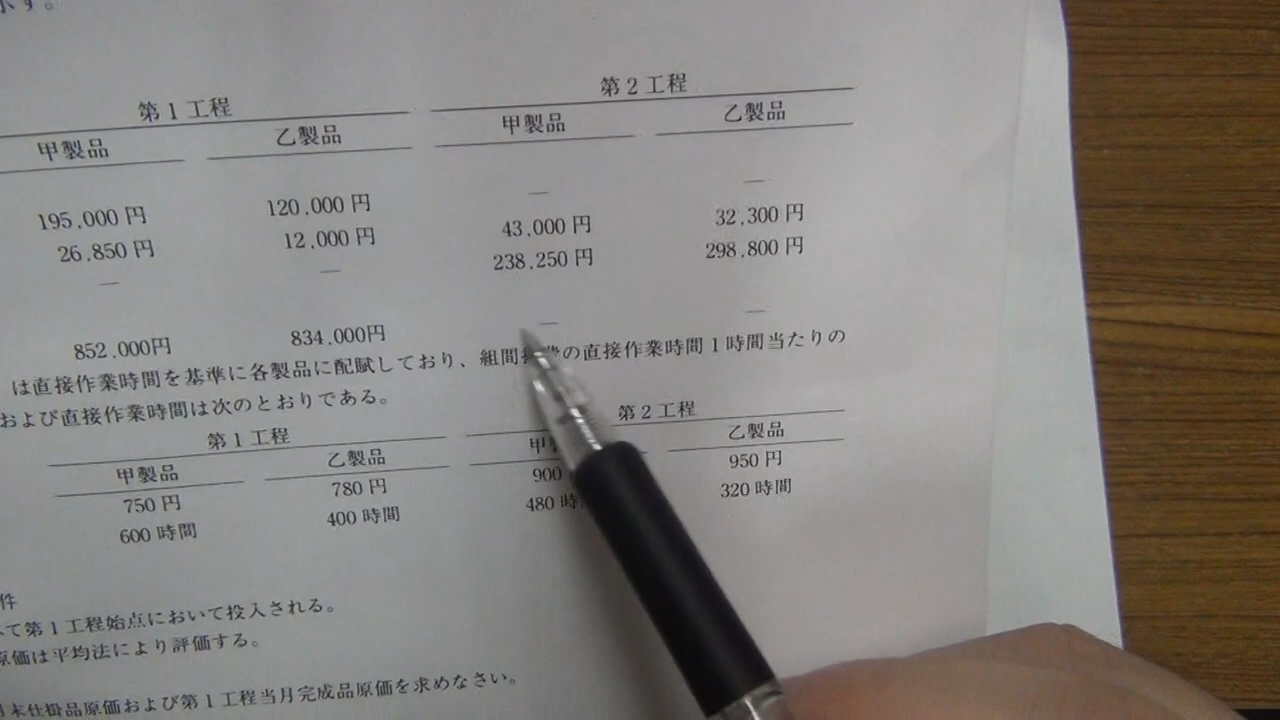 示す。
第1工程 第2工程
甲製品 乙製品 甲製品 乙製品
— —
195,000円 120,000円 43,000円 32,300円
26,850円 12,000円 238,250円 298,800円
— —
852,000円 834,000円 — —
は直接作業時間を基準に各製品に配賦しており、組間接費の直接作業時間1時間当たりの
および直接作業時間は次のとおりである。
第1工程 第2工程
甲製品 乙製品 甲 乙製品
750円 780円 900 950円
600時間 400時間 480時 320時間
件
べて第1工程始点において投入される。
原価は平均法により評価する。
月末仕掛品原価および第1工程当月完成品原価を求めなさい。